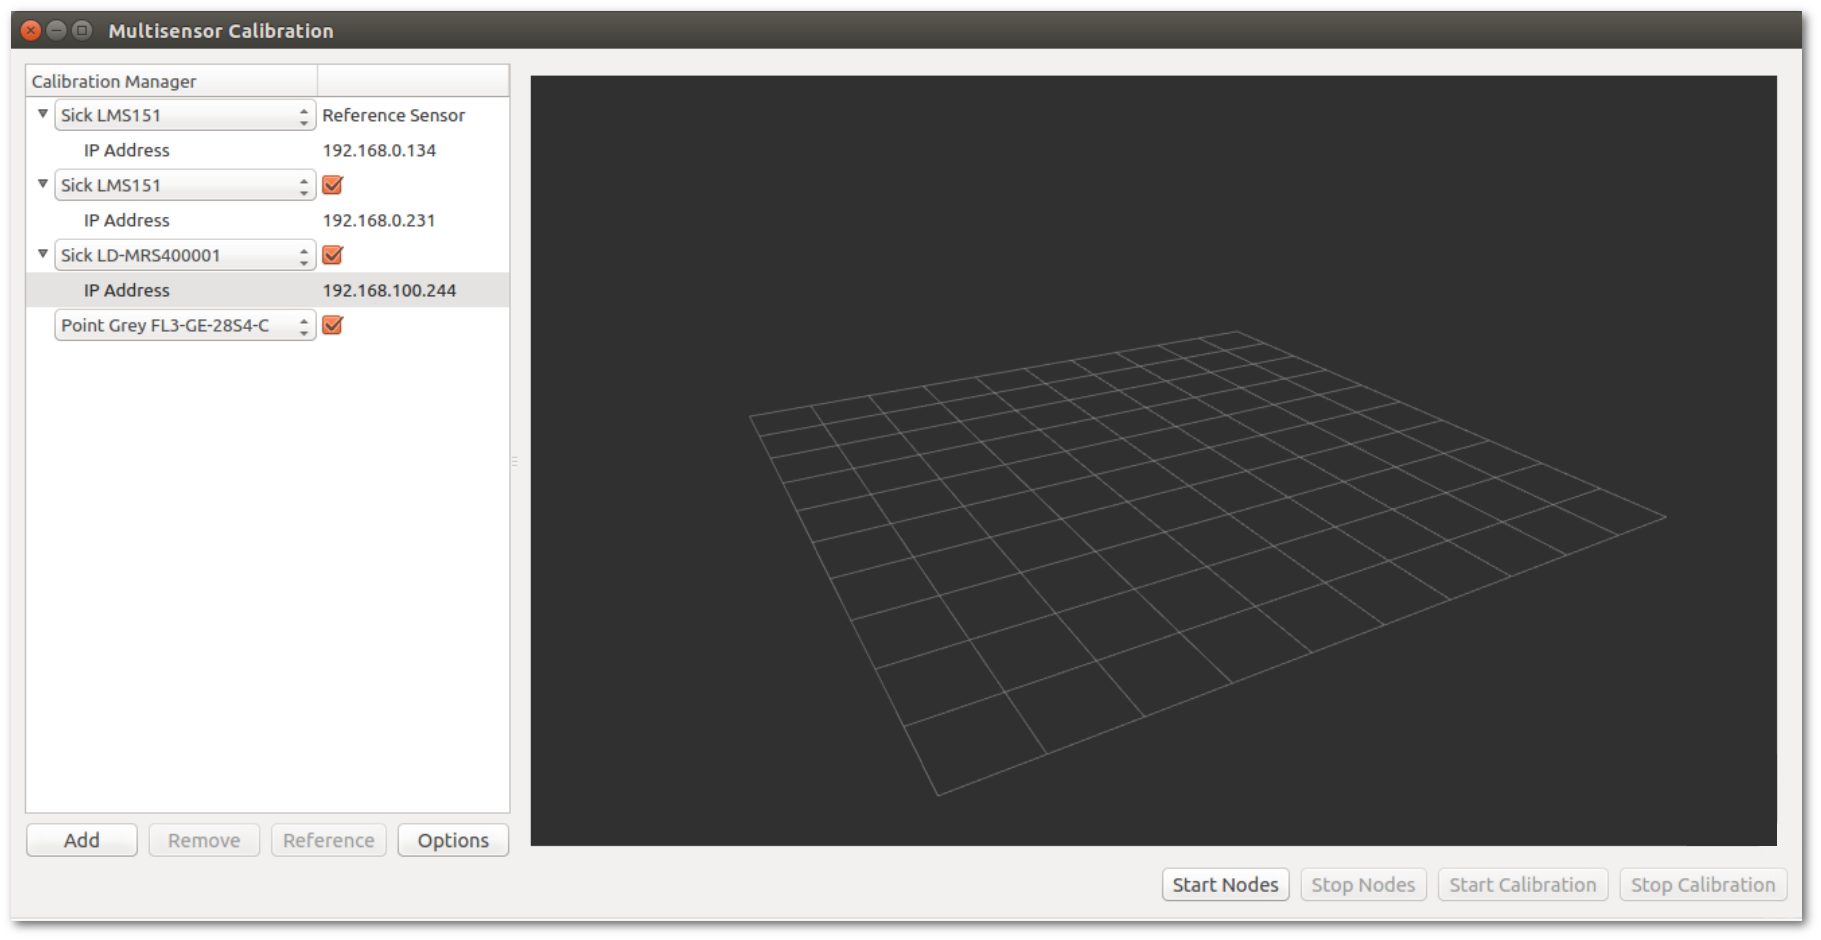 Multisensor Calibration
Calibration Manager
Sick LMS151 Reference Sensor
IP Address 192.168.0.134
Sick LMS151
IP Address 192.168.0.231
Sick LD-MRS400001
IP Address 192.168.100.244
Point Grey FL3-GE-28S4-C
Add Remove Reference Options
Start Nodes Stop Nodes Start Calibration Stop Calibration